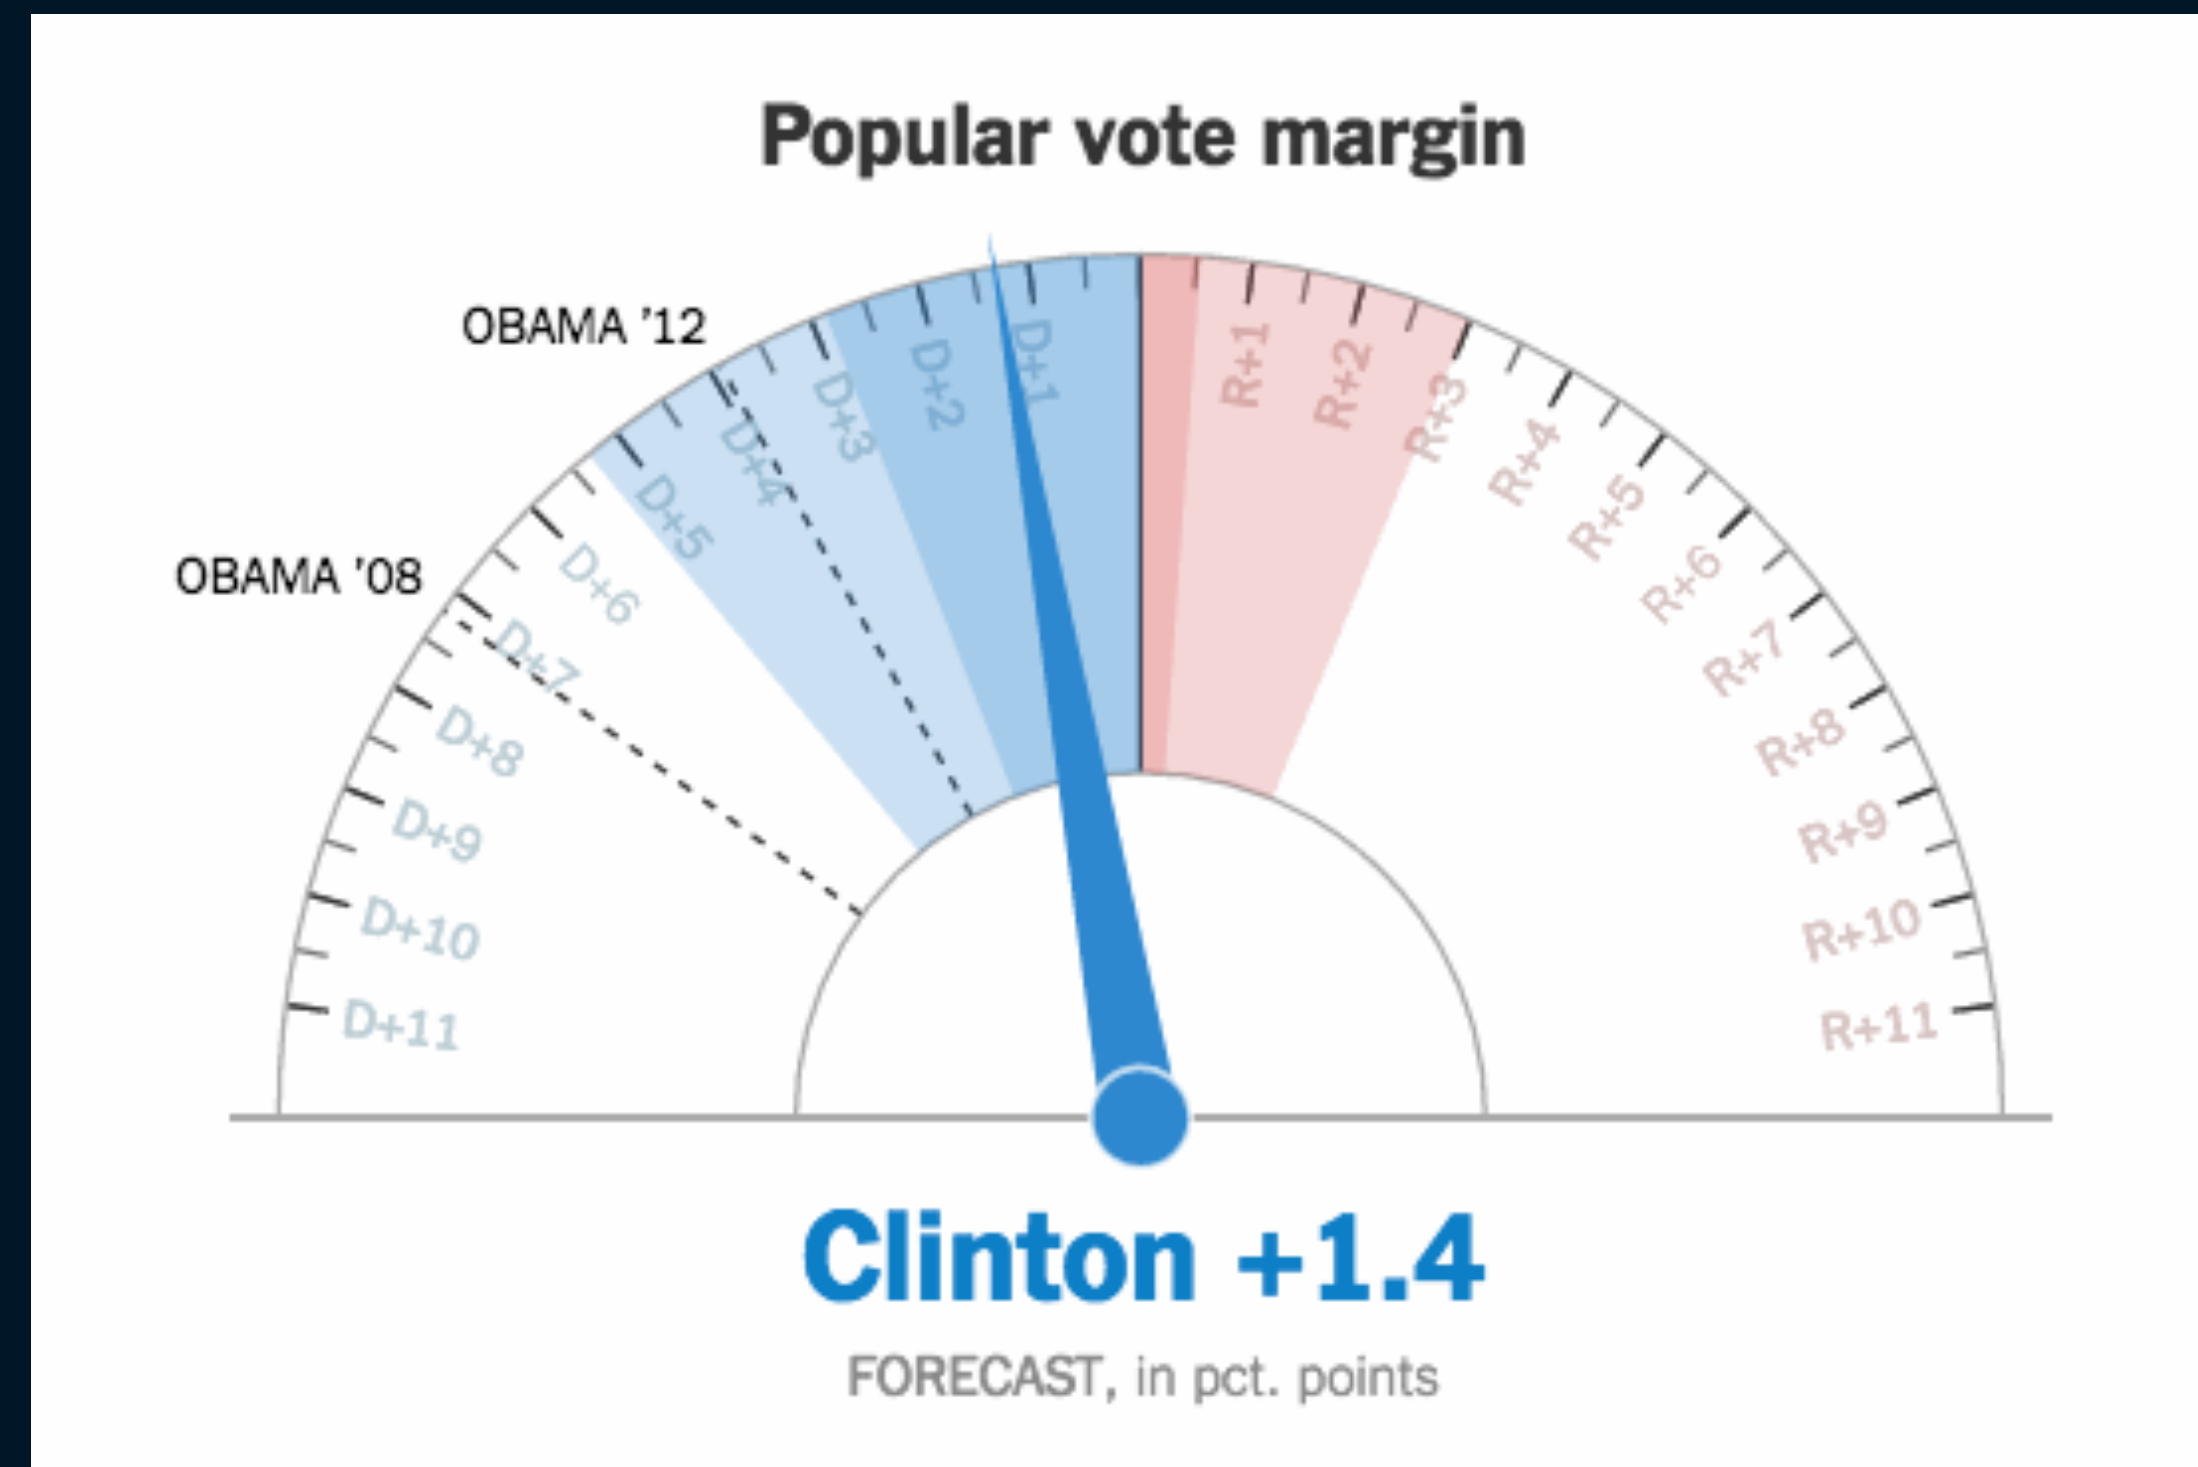 Popular vote margin
OBAMA ’12
OBAMA ’08
D+11
D+10
D+9
D+8
D+7
D+6
D+5
D+4
D+3
D+2
D+1
R+1
R+2
R+3
R+4
R+5
R+6
R+7
R+8
R+9
R+10
R+11
Clinton +1.4
FORECAST, in pct. points